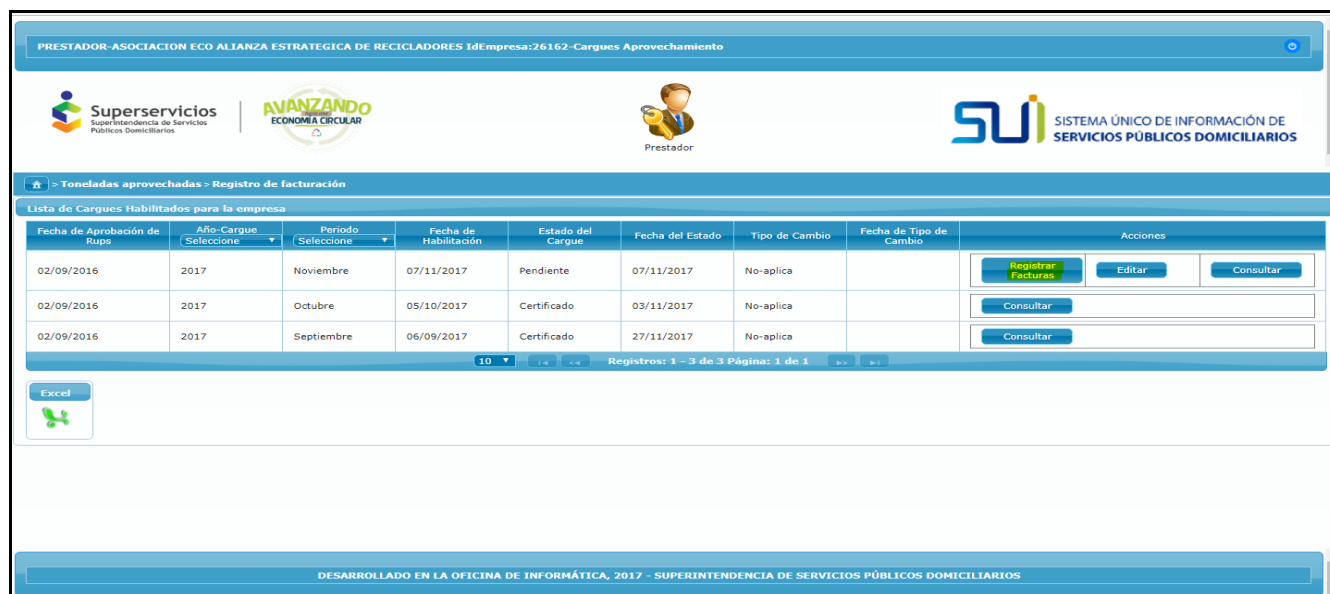 PRESTADOR-ASOCIACION ECO ALIANZA ESTRATEGICA DE RECICLADORES IdEmpresa:26162-Cargues Aprovechamiento
Superservicios
Superintendencia de Servicios
Públicos Domiciliarios
AVANZANDO
ECONOMÍA CIRCULAR
Prestador
SUI
SISTEMA ÚNICO DE INFORMACIÓN DE
SERVICIOS PÚBLICOS DOMICILIARIOS
> Toneladas aprovechadas > Registro de facturación
Lista de Cargues Habilitados para la empresa
Fecha de Aprobación de Rups Año-Cargue Seleccione Periodo Seleccione Fecha de Habilitación Estado del Cargue Fecha del Estado Tipo de Cambio Fecha de Tipo de Cambio Acciones
02/09/2016 2017 Noviembre 07/11/2017 Pendiente 07/11/2017 No-aplica Registrar Facturas Editar Consultar
02/09/2016 2017 Octubre 05/10/2017 Certificado 03/11/2017 No-aplica Consultar
02/09/2016 2017 Septiembre 06/09/2017 Certificado 27/11/2017 No-aplica Consultar
10 Registros: 1 - 3 de 3 Página: 1 de 1
Excel
DESARROLLADO EN LA OFICINA DE INFORMÁTICA, 2017 - SUPERINTENDENCIA DE SERVICIOS PÚBLICOS DOMICILIARIOS